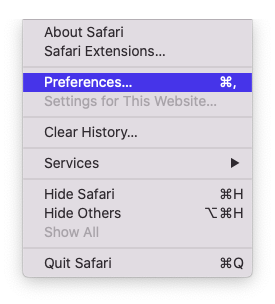 About Safari
Safari Extensions...
Preferences... ⌘,
Settings for This Website...
Clear History...
Services ▶
Hide Safari ⌘H
Hide Others ⌥⌘H
Show All
Quit Safari ⌘Q